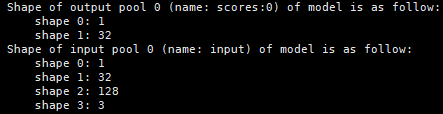 Shape of output pool 0 (name: scores:0) of model is as follow:
shape 0: 1
shape 1: 32
Shape of input pool 0 (name: input) of model is as follow:
shape 0: 1
shape 1: 32
shape 2: 128
shape 3: 3